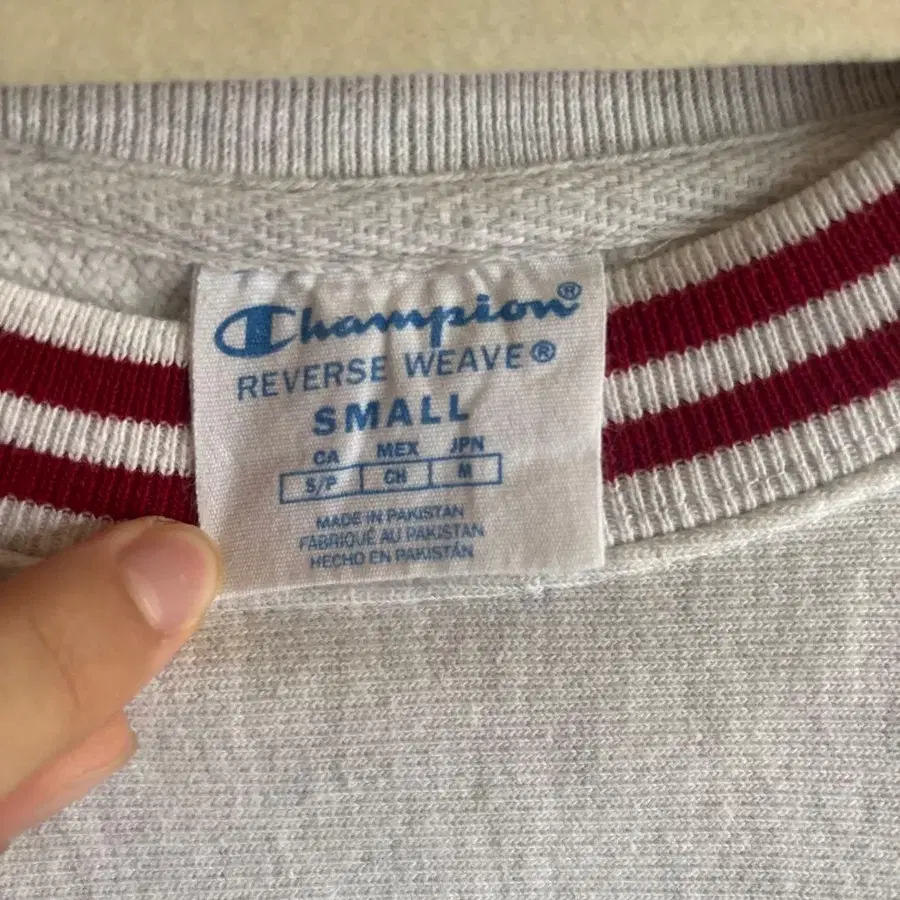 Champion®
REVERSE WEAVE®
SMALL
CA MEX JPN
S/P CH M
MADE IN PAKISTAN
FABRIQUÉ AU PAKISTAN
HECHO EN PAKISTÁN